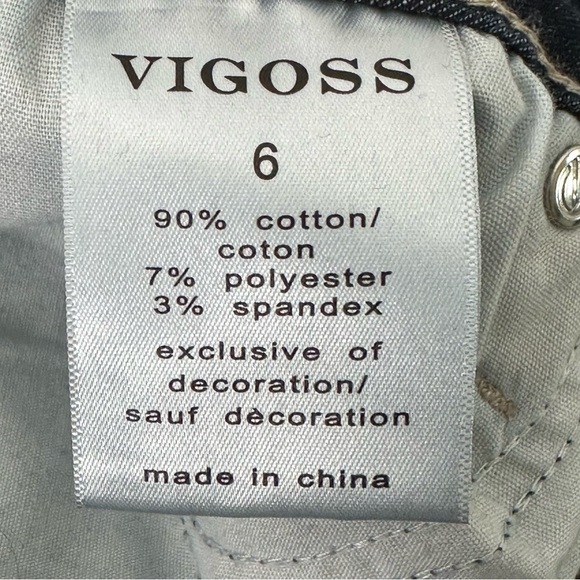 VIGOSS
6
90% cotton/
coton
7% polyester
3% spandex
exclusive of
decoration/
sauf dècoration
made in china